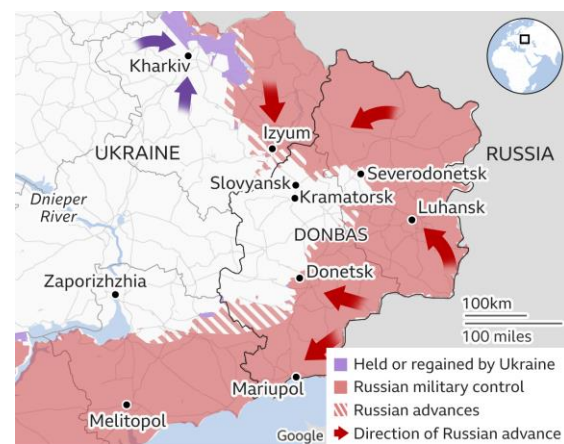 Kharkiv
Izyum
UKRAINE
RUSSIA
Slovyansk
Severodonetsk
Kramatorsk
Dnieper
River
Luhansk
DONBAS
Zaporizhzhia
Donetsk
100km
100 miles
Held or regained by Ukraine
Mariupol
Russian military control
Melitopol
Russian advances
Google
Direction of Russian advance